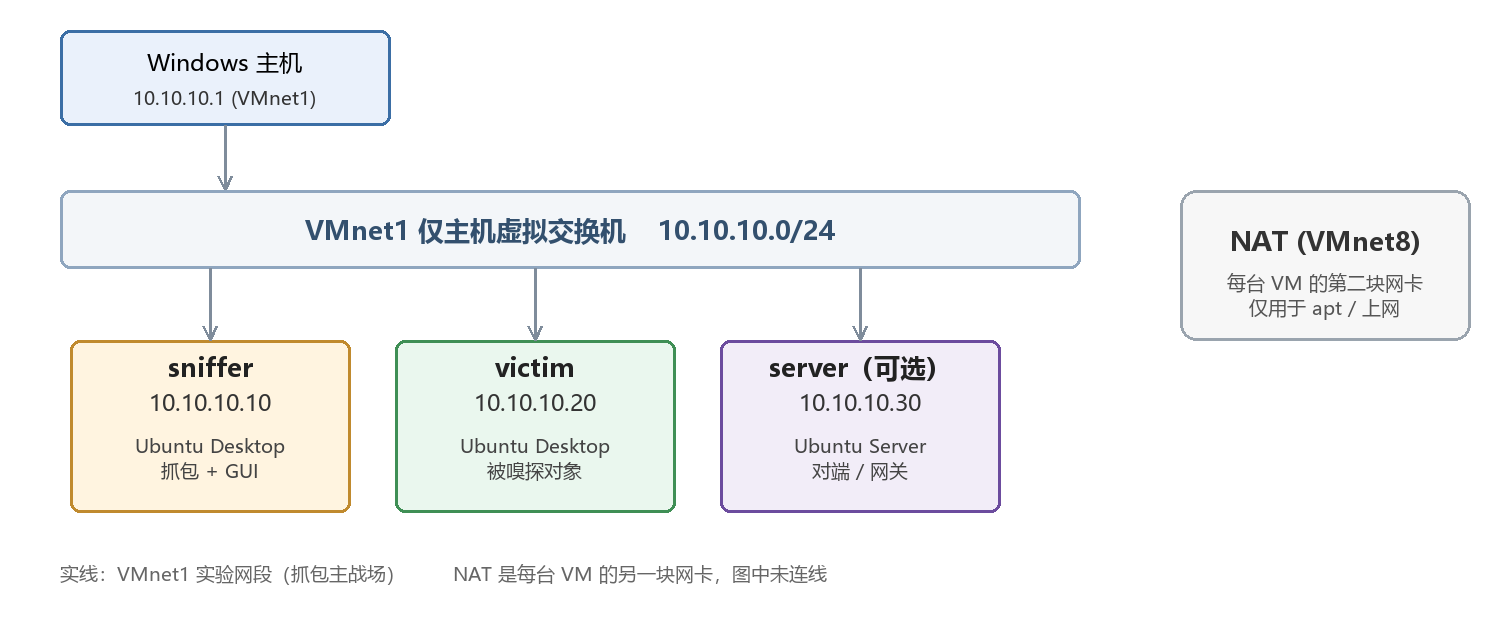 Windows 主机
10.10.10.1 (VMnet1)
VMnet1 仅主机虚拟交换机 10.10.10.0/24
NAT (VMnet8)
每台 VM 的第二块网卡
仅用于 apt / 上网
sniffer
10.10.10.10
Ubuntu Desktop
抓包 + GUI
victim
10.10.10.20
Ubuntu Desktop
被嗅探对象
server（可选）
10.10.10.30
Ubuntu Server
对端 / 网关
实线：VMnet1 实验网段（抓包主战场）
NAT 是每台 VM 的另一块网卡，图中未连线